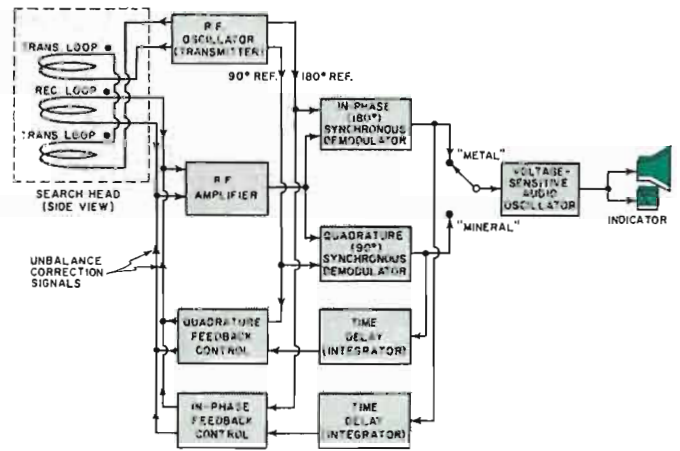 R.F.
OSCILLATOR
(TRANSMITTER)
TRANS LOOP
REC LOOP
TRANS LOOP
SEARCH HEAD
(SIDE VIEW)
90° REF.
180° REF.
IN-PHASE
(180°)
SYNCHRONOUS
DEMODULATOR
R.F.
AMPLIFIER
"METAL"
VOLTAGE-
SENSITIVE
AUDIO
OSCILLATOR
INDICATOR
"MINERAL"
QUADRATURE
(90°)
SYNCHRONOUS
DEMODULATOR
UNBALANCE
CORRECTION
SIGNALS
QUADRATURE
FEEDBACK
CONTROL
TIME
DELAY
(INTEGRATOR)
IN-PHASE
FEEDBACK
CONTROL
TIME
DELAY
(INTEGRATOR)